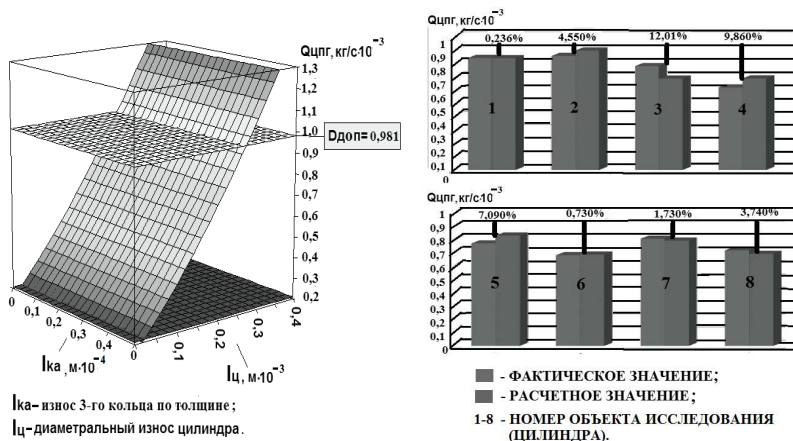 Qцпг, кг/с·10⁻³
1,3
1,2
1,1
1,0
0,9
0,8
0,7
0,6
0,5
0,4
0,3
0,2
Dдоп= 0,981
0
0,1
0,2
0,3
0,4
Iка , м·10⁻⁴
0
0,1
0,2
0,3
0,4
Iц, м·10⁻³
Iка– износ 3-го кольца по толщине ;
Iц–диаметральный износ цилиндра .
Qцпг, кг/с·10⁻³
0,236% 4,550% 12,01% 9,860%
1
0,9
0,8
0,7
0,6
0,5
0,4
0,3
0,2
0,1
0
1 2 3 4
Qцпг, кг/с·10⁻³
7,090% 0,730% 1,730% 3,740%
1
0,9
0,8
0,7
0,6
0,5
0,4
0,3
0,2
0,1
0
5 6 7 8
- ФАКТИЧЕСКОЕ ЗНАЧЕНИЕ;
- РАСЧЕТНОЕ ЗНАЧЕНИЕ ;
1-8 - НОМЕР ОБЪЕКТА ИССЛЕДОВАНИЯ
(ЦИЛИНДРА).